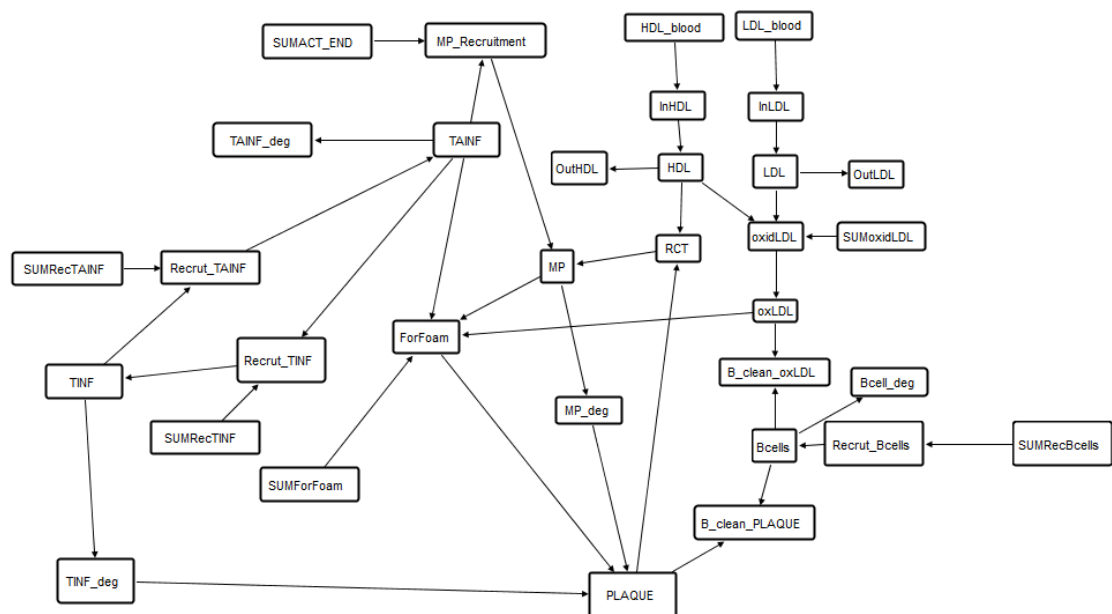 HDL_blood
LDL_blood
SUMACT_END
MP_Recruitment
InHDL
InLDL
TAINF_deg
TAINF
OutHDL
HDL
LDL
OutLDL
oxidLDL
SUMoxidLDL
RCT
SUMRecTAINF
Recrut_TAINF
MP
oxLDL
ForFoam
Recrut_TINF
TINF
B_clean_oxLDL
Bcell_deg
MP_deg
SUMRecTINF
Bcells
Recrut_Bcells
SUMRecBcells
SUMForFoam
B_clean_PLAQUE
TINF_deg
PLAQUE